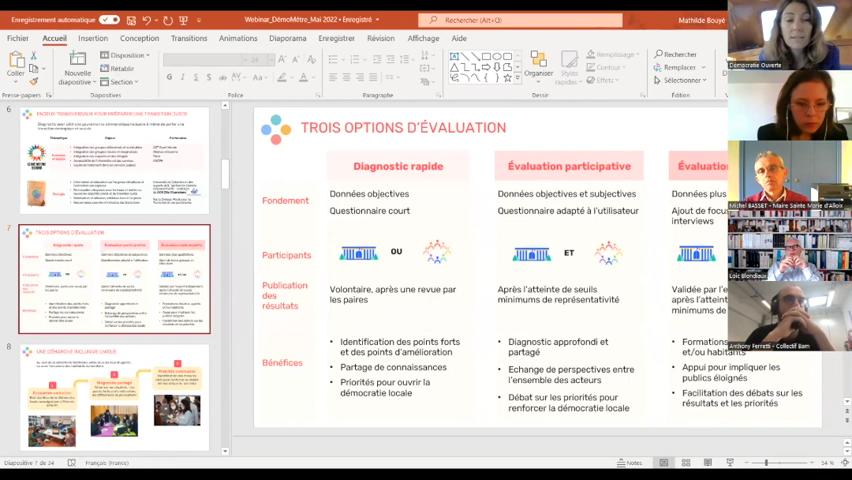 Enregistrement automatique
Webinar_DémoMétro_Mai 2022 • Enregistré
Rechercher (Alt+Q)
Mathilde Bouyé
Fichier
Accueil
Insertion
Conception
Transitions
Animations
Diaporama
Enregistrer
Révision
Affichage
Aide
Coller
Presse-papiers
Nouvelle diapositive
Disposition
Rétablir
Section
Diapositives
Police
Paragraphe
Organiser
Styles rapides
Remplissage
Contour
Effets
Dessin
Rechercher
Remplacer
Sélectionner
Édition
6
7
TROIS OPTIONS D'ÉVALUATION
8
UNE DÉMARCHE INCLUSIVE UNIQUE
TROIS OPTIONS D'ÉVALUATION
Diagnostic rapide
Évaluation participative
Fondement
Données objectives
Questionnaire court
Données objectives et subjectives
Questionnaire adapté à l'utilisateur
Données plus
Ajout de focus
interviews
Participants
OU
ET
Publication
des
résultats
Volontaire, après une revue par
les paires
Après l'atteinte de seuils
minimums de représentativité
Validée par l'e
après l'atteint
minimums de
Bénéfices
• Identification des points forts
et des points d'amélioration
• Partage de connaissances
• Priorités pour ouvrir la
démocratie locale
• Diagnostic approfondi et
partagé
• Echange de perspectives entre
l'ensemble des acteurs
• Débat sur les priorités pour
renforcer la démocratie locale
• Formations
et/ou habitants
• Appui pour impliquer les
publics éloignés
• Facilitation des débats sur les
résultats et les priorités
Démocratie Ouverte
Michel BASSET - Maire Sainte Marie d'Alloix
Loïc Blondiaux
Anthony Ferretti - Collectif Bam
Diapositive 7 de 34
Français (France)
Notes
54 %